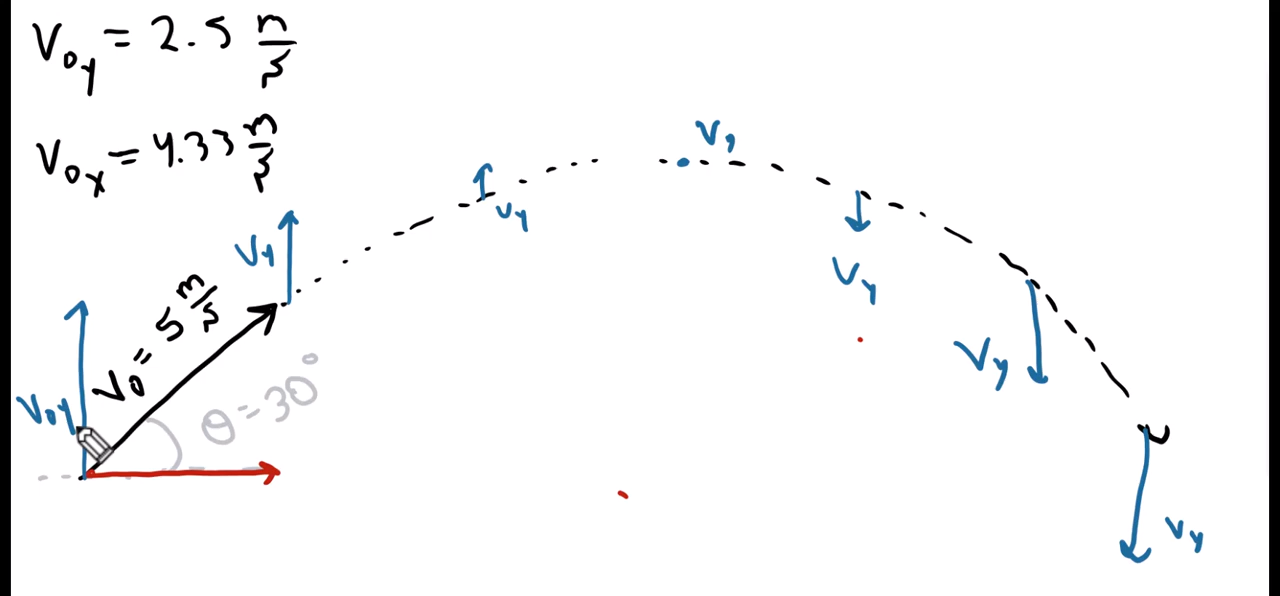 V₀y = 2.5 m/s
V₀x = 4.33 m/s
Vy
Vy
Vy
Vy
V₀ = 5 m/s
θ = 30°
V₀y
Vy
Vy